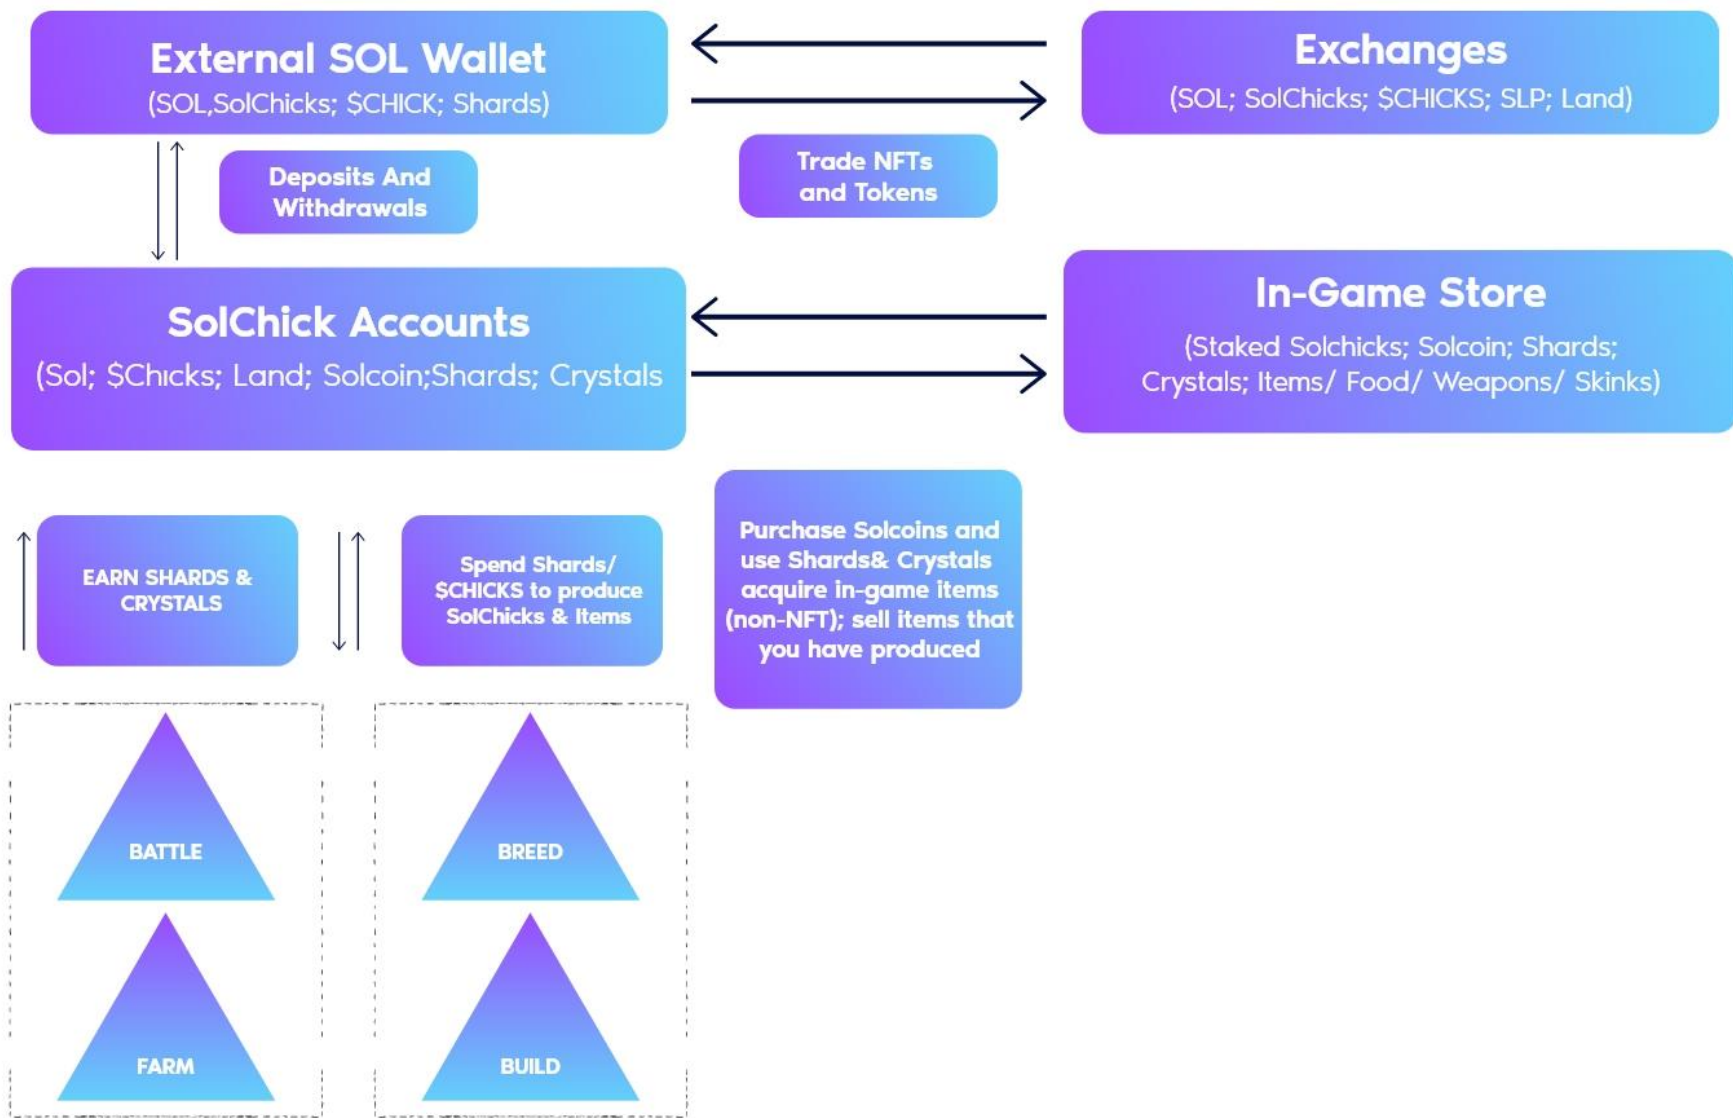 External SOL Wallet
(SOL,SolChicks; $CHICK; Shards)
Exchanges
(SOL; SolChicks; $CHICKS; SLP; Land)
Deposits And
Withdrawals
Trade NFTs
and Tokens
SolChick Accounts
(Sol; $Chicks; Land; Solcoin;Shards; Crystals
In-Game Store
(Staked Solchicks; Solcoin; Shards;
Crystals; Items/ Food/ Weapons/ Skinks)
EARN SHARDS &
CRYSTALS
Spend Shards/
$CHICKS to produce
SolChicks & Items
Purchase Solcoins and
use Shards& Crystals
acquire in-game items
(non-NFT); sell items that
you have produced
BATTLE
BREED
FARM
BUILD